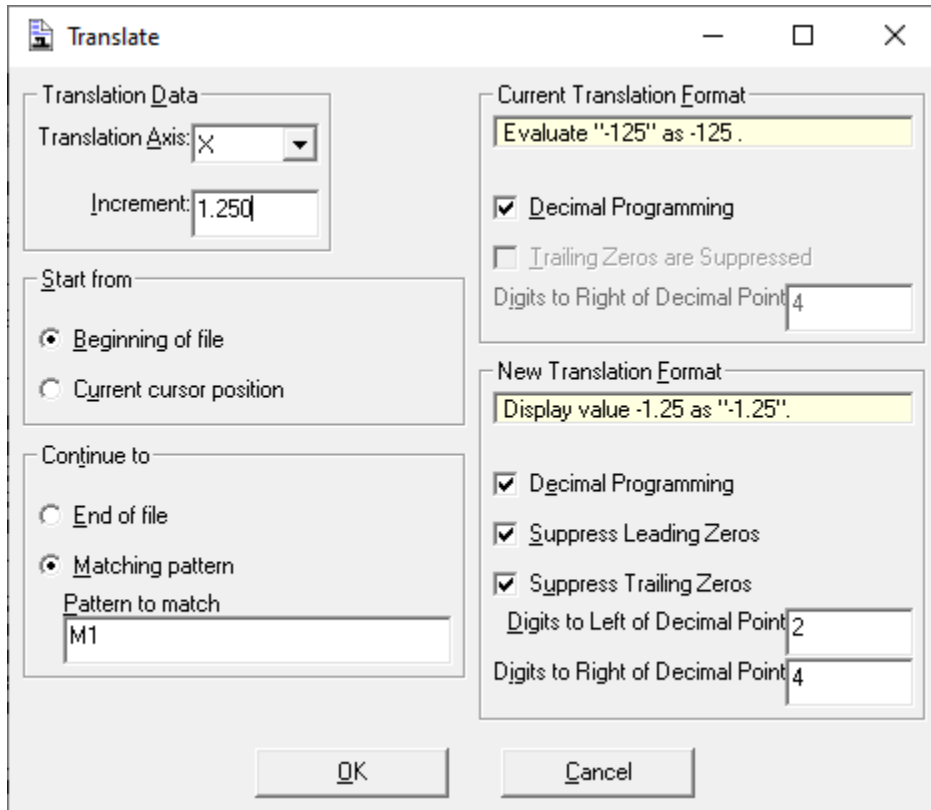 Translate
Translation Data
Translation Axis: X
Increment: 1.250
Start from
Beginning of file
Current cursor position
Continue to
End of file
Matching pattern
Pattern to match
M1
Current Translation Format
Evaluate "-125" as -125 .
Decimal Programming
Trailing Zeros are Suppressed
Digits to Right of Decimal Point 4
New Translation Format
Display value -1.25 as "-1.25".
Decimal Programming
Suppress Leading Zeros
Suppress Trailing Zeros
Digits to Left of Decimal Point 2
Digits to Right of Decimal Point 4
OK
Cancel